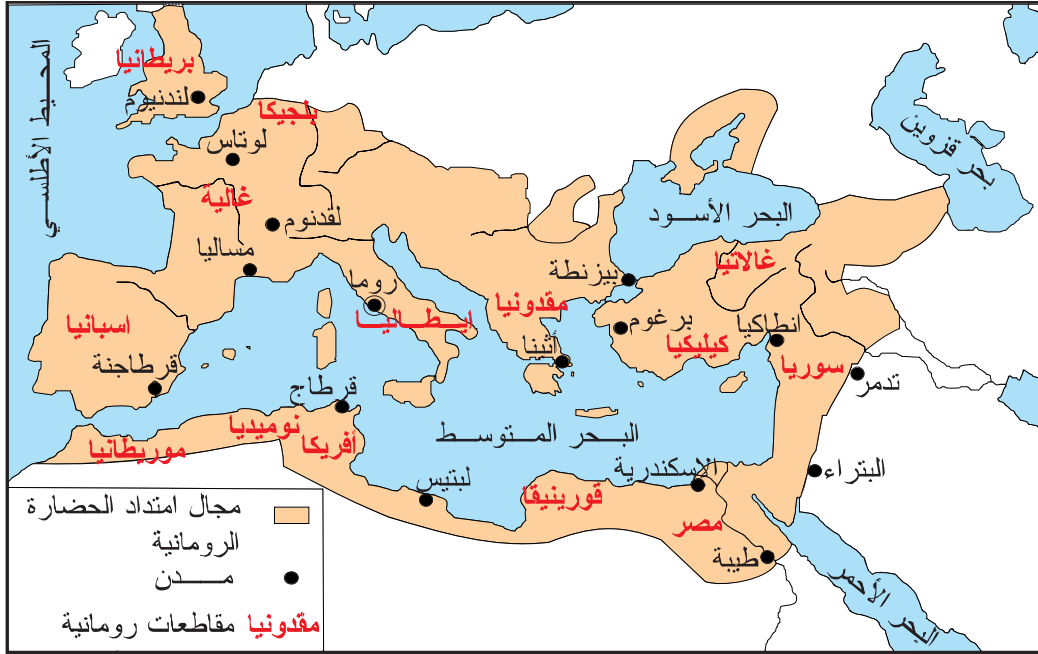 المحيط الأطلسي
بريطانيا
لندنيوم
بلجيكا
لوتاس
غالية
لقدنوم
مساليا
اسبانيا
قرطاجنة
روما
ايطاليا
مقدونيا
أثينا
بيزنطة
البحر الأسود
بحر قزوين
غالاتيا
برغوم
كيليكيا
انطاكيا
سوريا
تدمر
البتراء
البحر المتوسط
قرطاج
نوميديا
أفريكا
موريطانيا
لبتيس
قورينيقا
الاسكندرية
مصر
طيبة
البحر الأحمر
مجال امتداد الحضارة
الرومانية
مدن
مقدونيا مقاطعات رومانية